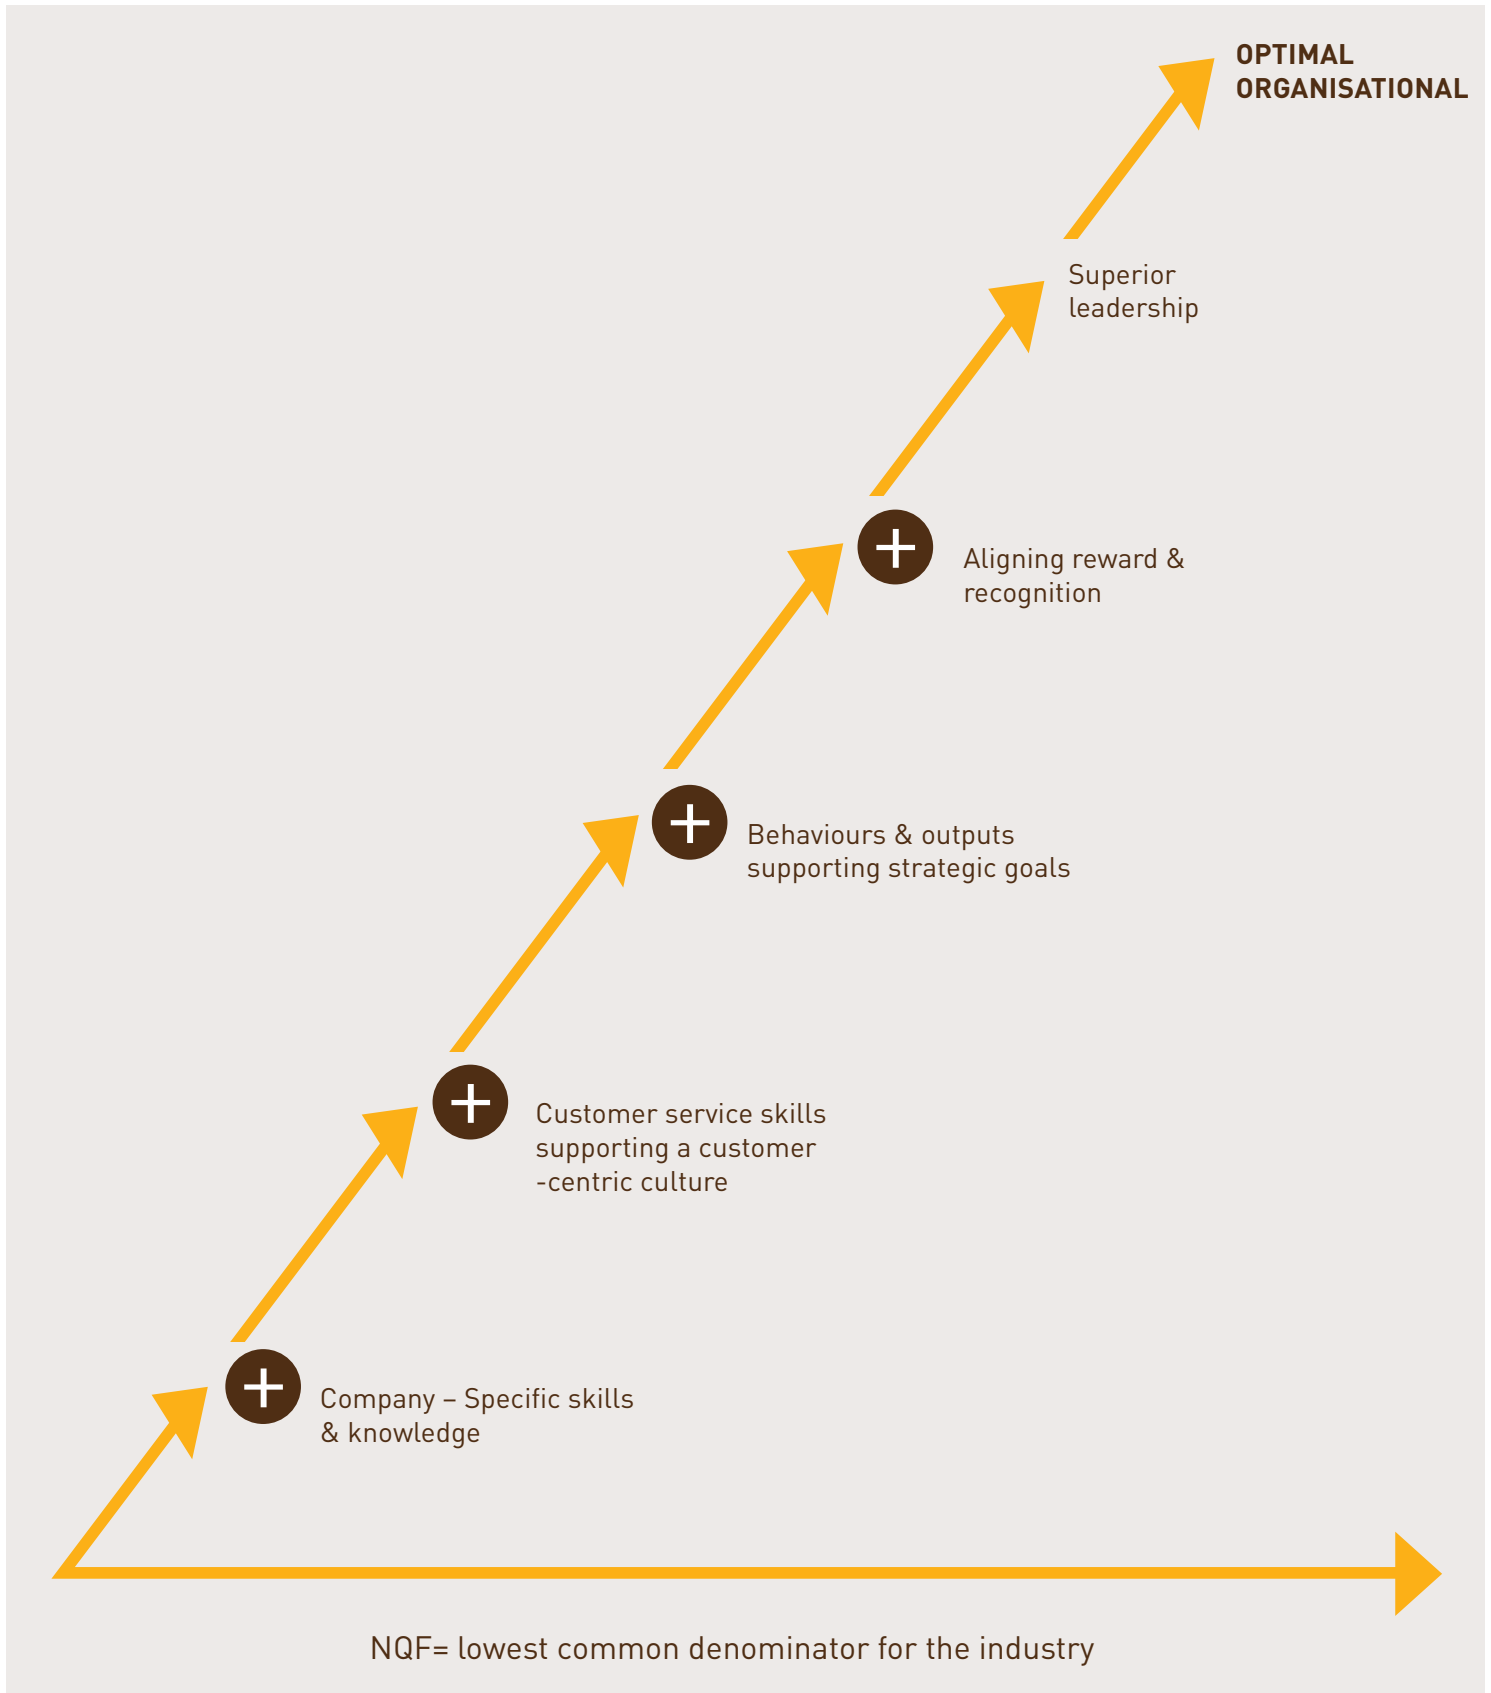 OPTIMAL
ORGANISATIONAL
Superior
leadership
Aligning reward &
recognition
Behaviours & outputs
supporting strategic goals
Customer service skills
supporting a customer
-centric culture
Company – Specific skills
& knowledge
NQF= lowest common denominator for the industry